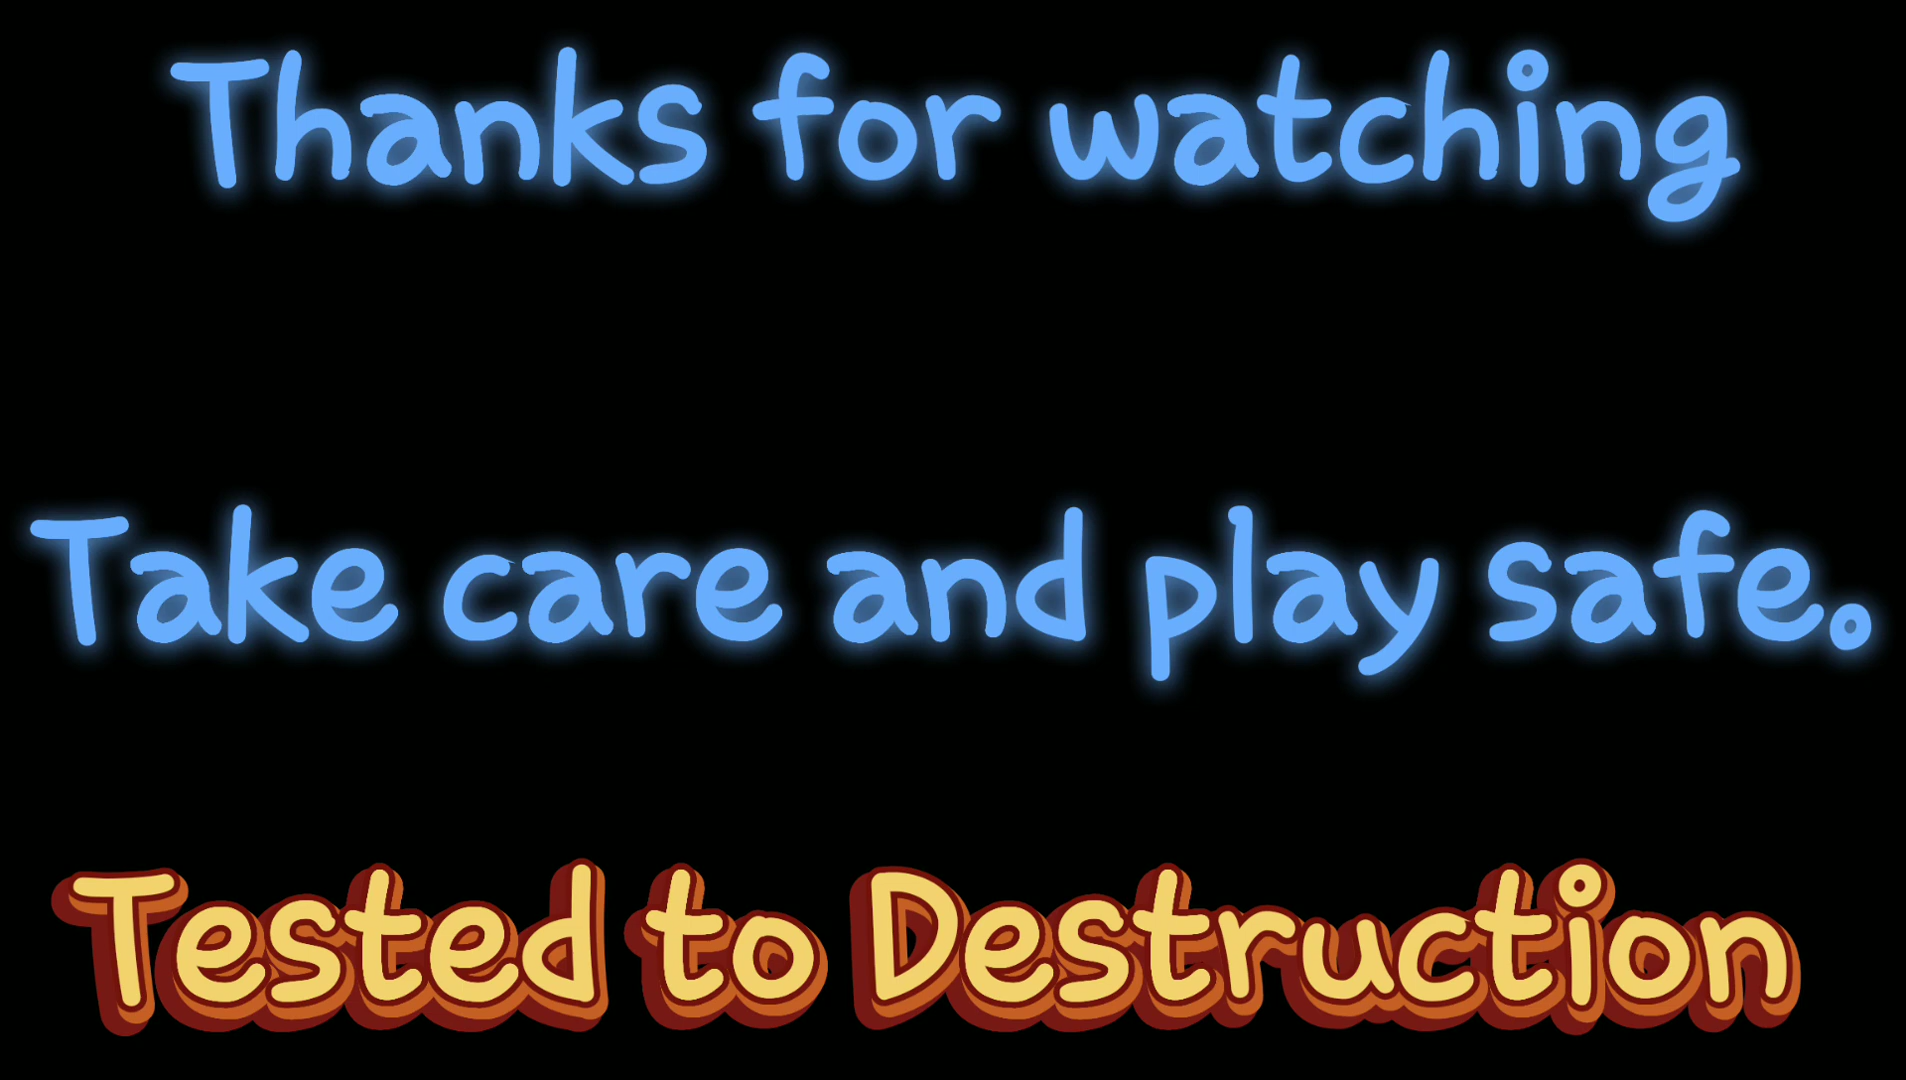 Thanks for watching
Take care and play safe.
Tested to Destruction